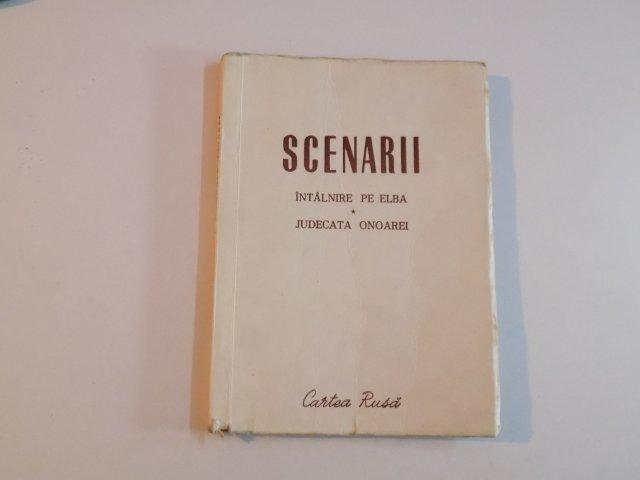 SCENARII
ÎNTÂLNIRE PE ELBA
*
JUDECATA ONOAREI
Cartea Rusă